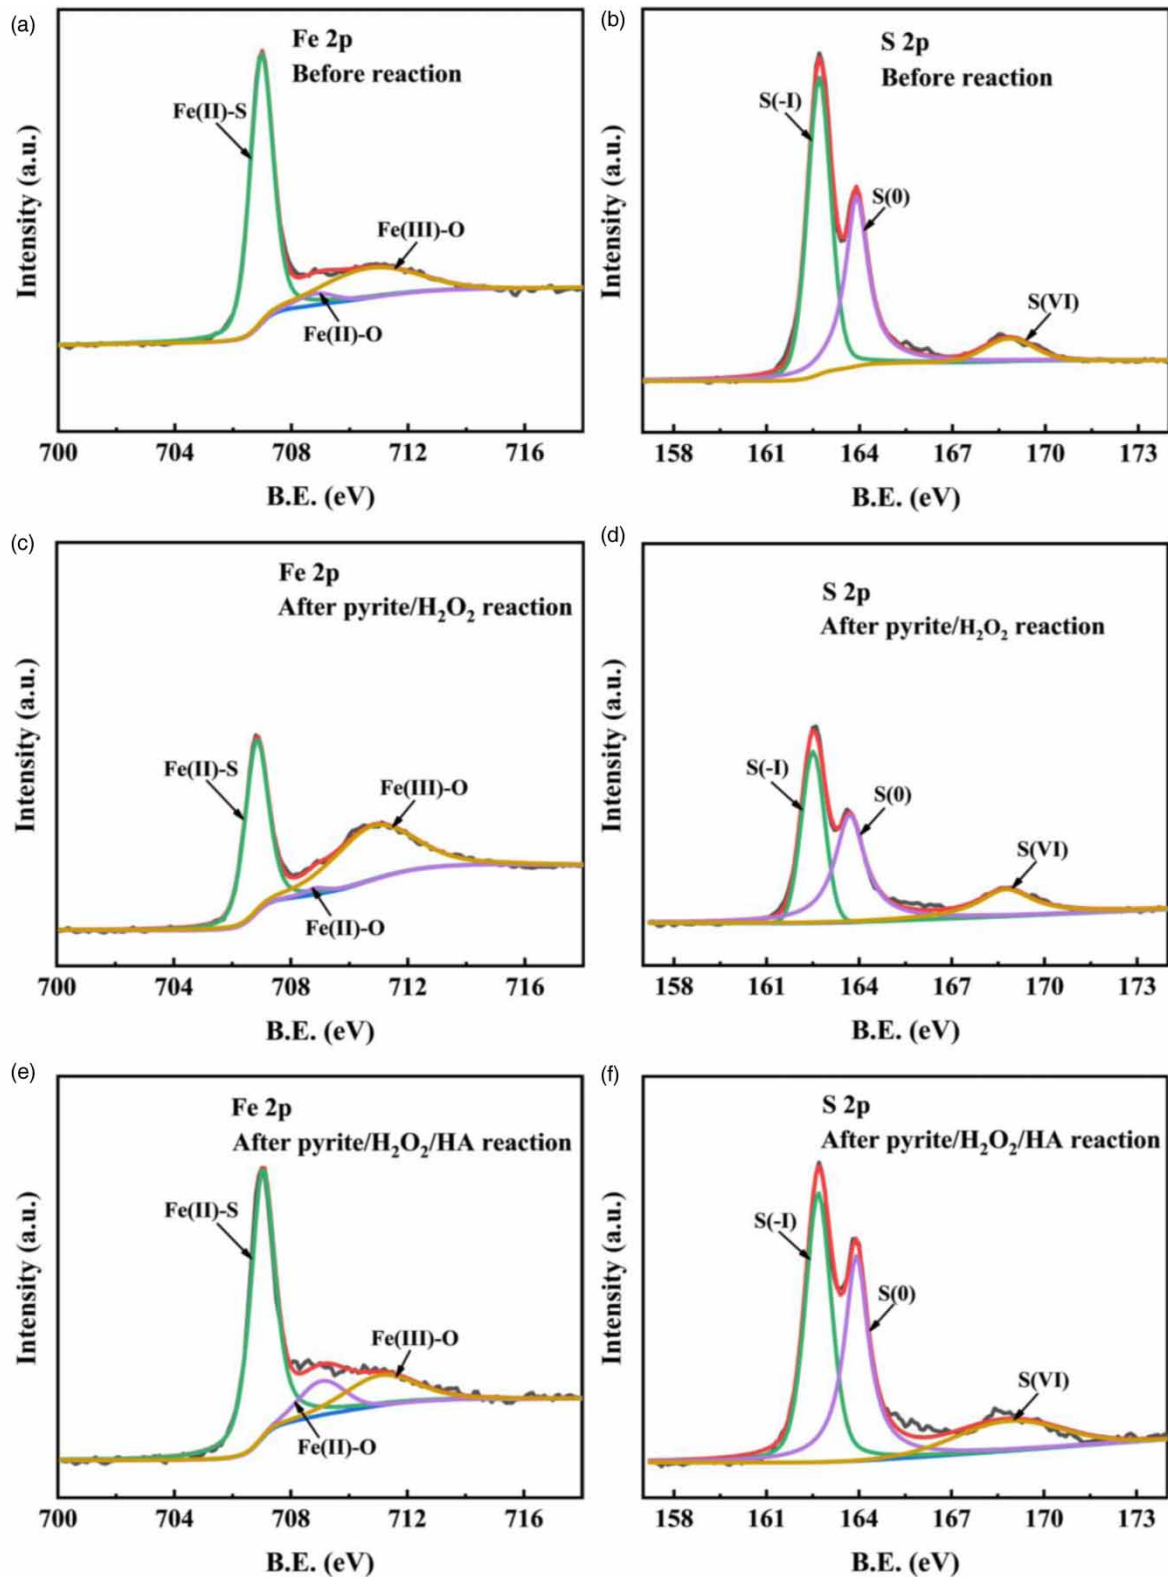 (a)
Fe 2p
Before reaction
Fe(II)-S
Fe(III)-O
Fe(II)-O
Intensity (a.u.)
700 704 708 712 716
B.E. (eV)
(b)
S 2p
Before reaction
S(-I)
S(0)
S(VI)
Intensity (a.u.)
158 161 164 167 170 173
B.E. (eV)
(c)
Fe 2p
After pyrite/H₂O₂ reaction
Fe(II)-S
Fe(III)-O
Fe(II)-O
Intensity (a.u.)
700 704 708 712 716
B.E. (eV)
(d)
S 2p
After pyrite/H₂O₂ reaction
S(-I)
S(0)
S(VI)
Intensity (a.u.)
158 161 164 167 170 173
B.E. (eV)
(e)
Fe 2p
After pyrite/H₂O₂/HA reaction
Fe(II)-S
Fe(III)-O
Fe(II)-O
Intensity (a.u.)
700 704 708 712 716
B.E. (eV)
(f)
S 2p
After pyrite/H₂O₂/HA reaction
S(-I)
S(0)
S(VI)
Intensity (a.u.)
158 161 164 167 170 173
B.E. (eV)